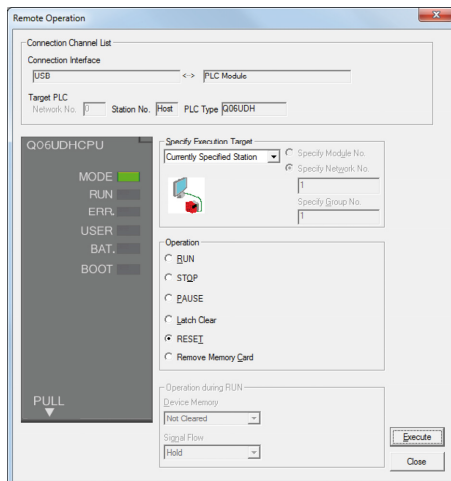 Remote Operation
Connection Channel List
Connection Interface
USB <-> PLC Module
Target PLC
Network No. 0 Station No. Host PLC Type Q06UDH
Q06UDHCPU
MODE
RUN
ERR.
USER
BAT.
BOOT
PULL
Specify Execution Target
Currently Specified Station
Specify Module No.
Specify Network No.
1
Specify Group No.
1
Operation
RUN
STOP
PAUSE
Latch Clear
RESET
Remove Memory Card
Operation during RUN
Device Memory
Not Cleared
Signal Flow
Hold
Execute
Close